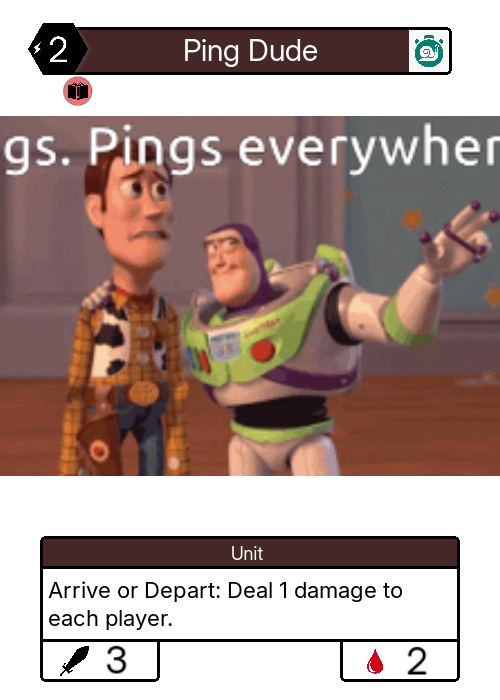 2
Ping Dude
gs. Pings everywher
Unit
Arrive or Depart: Deal 1 damage to
each player.
3
2